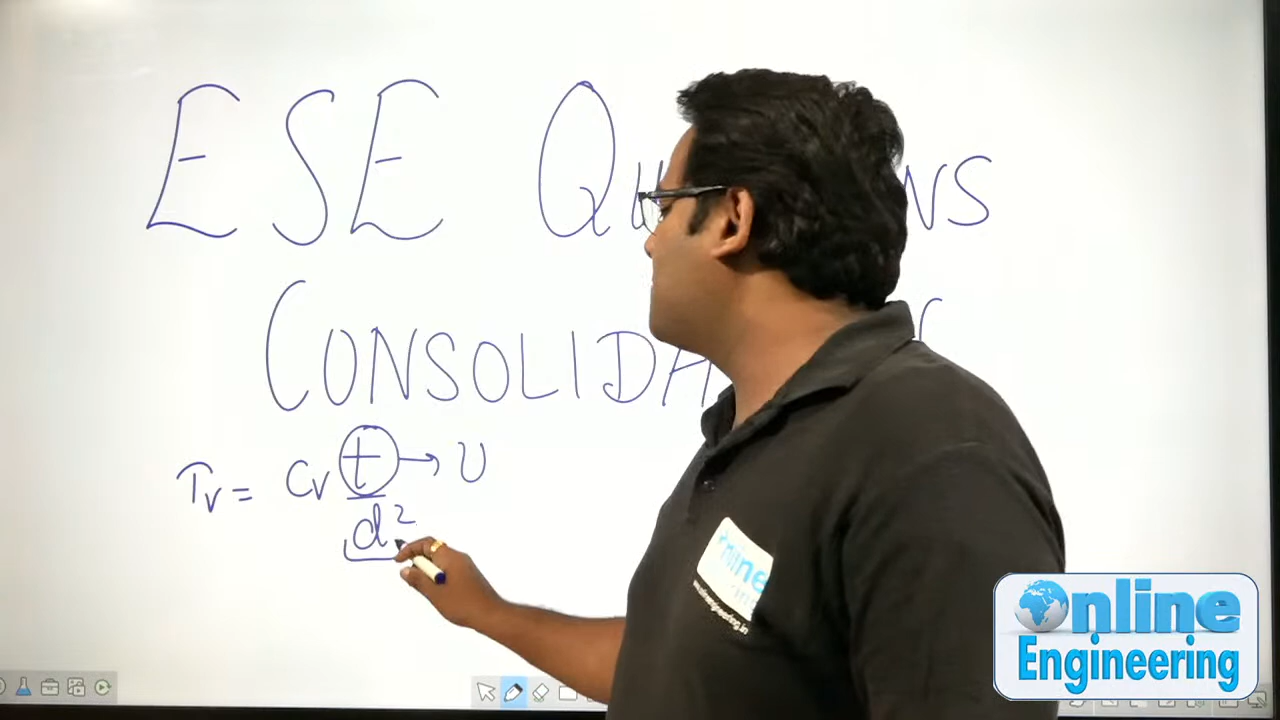 ESE
CONSOLIDA
Tv = Cv t → U
d²
Online
Engineering